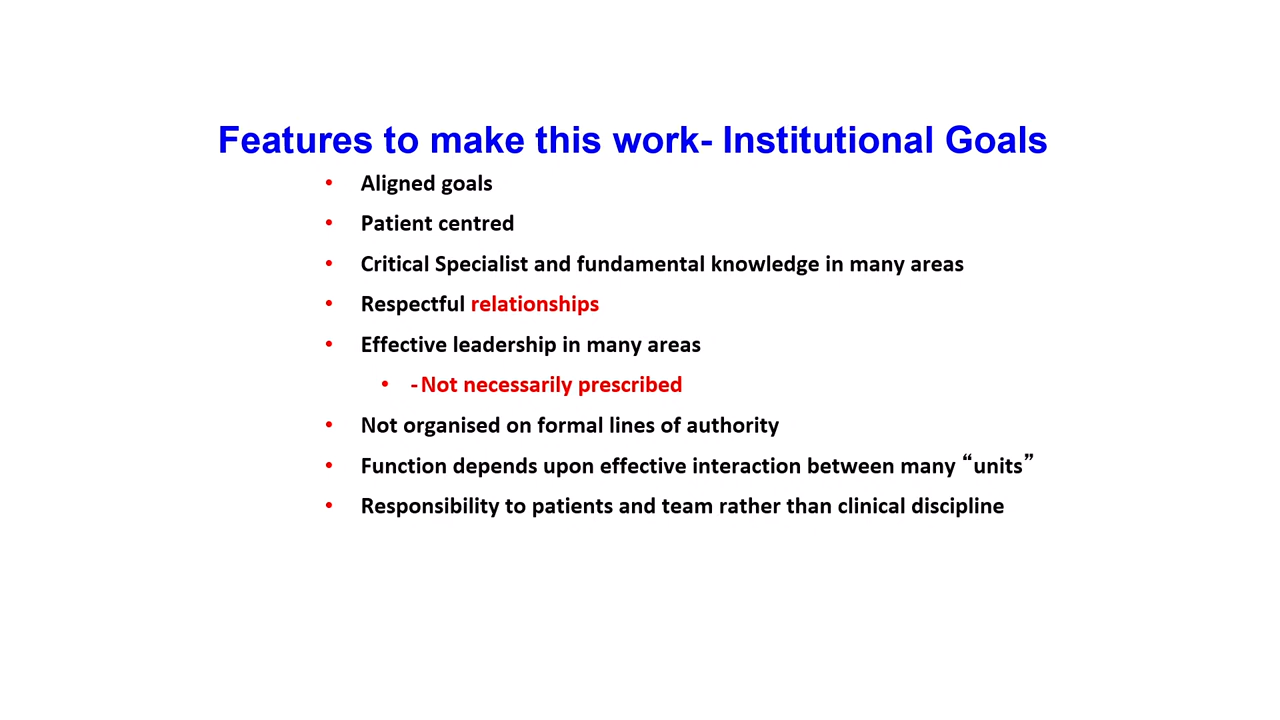 Features to make this work- Institutional Goals
• Aligned goals
• Patient centred
• Critical Specialist and fundamental knowledge in many areas
• Respectful relationships
• Effective leadership in many areas
• -Not necessarily prescribed
• Not organised on formal lines of authority
• Function depends upon effective interaction between many “units”
• Responsibility to patients and team rather than clinical discipline